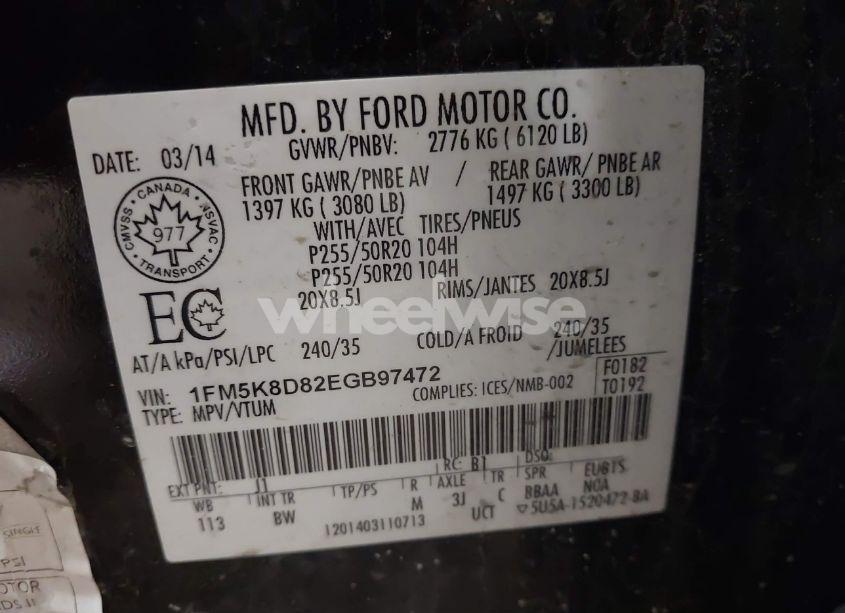 MFD. BY FORD MOTOR CO.
DATE: 03/14 GVWR/PNBV: 2776 KG ( 6120 LB)
FRONT GAWR/PNBE AV / REAR GAWR/ PNBE AR
1397 KG ( 3080 LB) 1497 KG ( 3300 LB)
CMVSS · CANADA · NSVAC · TRANSPORT
977
WITH/AVEC TIRES/PNEUS
P255/50R20 104H
P255/50R20 104H
EC
20X8.5J RIMS/JANTES 20X8.5J
wheelwise
AT/A kPa/PSI/LPC 240/35 COLD/A FROID 240/35
/JUMELEES
VIN: 1FM5K8D82EGB97472 COMPLIES: ICES/NMB-002 F0182
TYPE: MPV/VTUM T0192
EXT PNT: J1 RC: B1 DSO:
WB INT TR TP/PS R AXLE TR SPR EUBTS
113 BW M 3J C BBAA NOA
1201403110713 UCT 5U5A-1520472-BA
SINGLE
PSI
OTOR